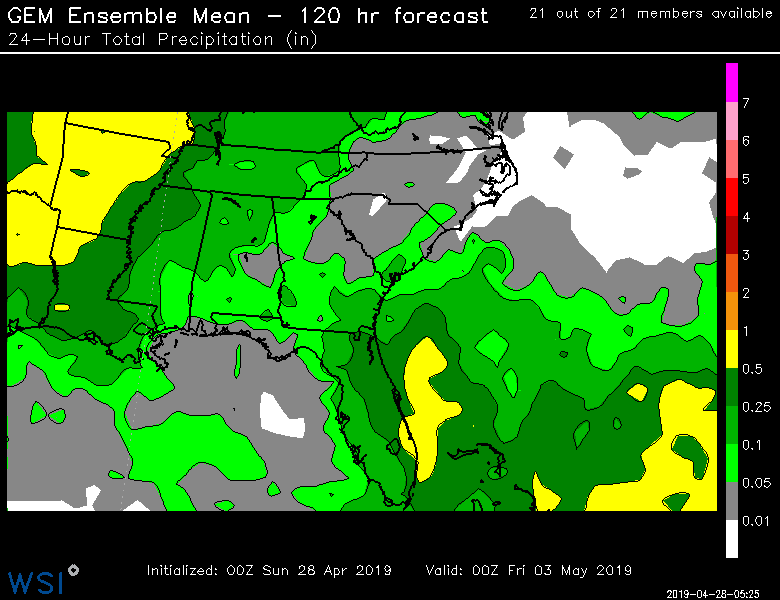 GEM Ensemble Mean − 120 hr forecast
21 out of 21 members available
24−Hour Total Precipitation (in)
7
6
5
4
3
2
1
0.5
0.25
0.1
0.05
0.01
Initialized: 00Z Sun 28 Apr 2019
Valid: 00Z Fri 03 May 2019
WSI
2019-04-28-05:25